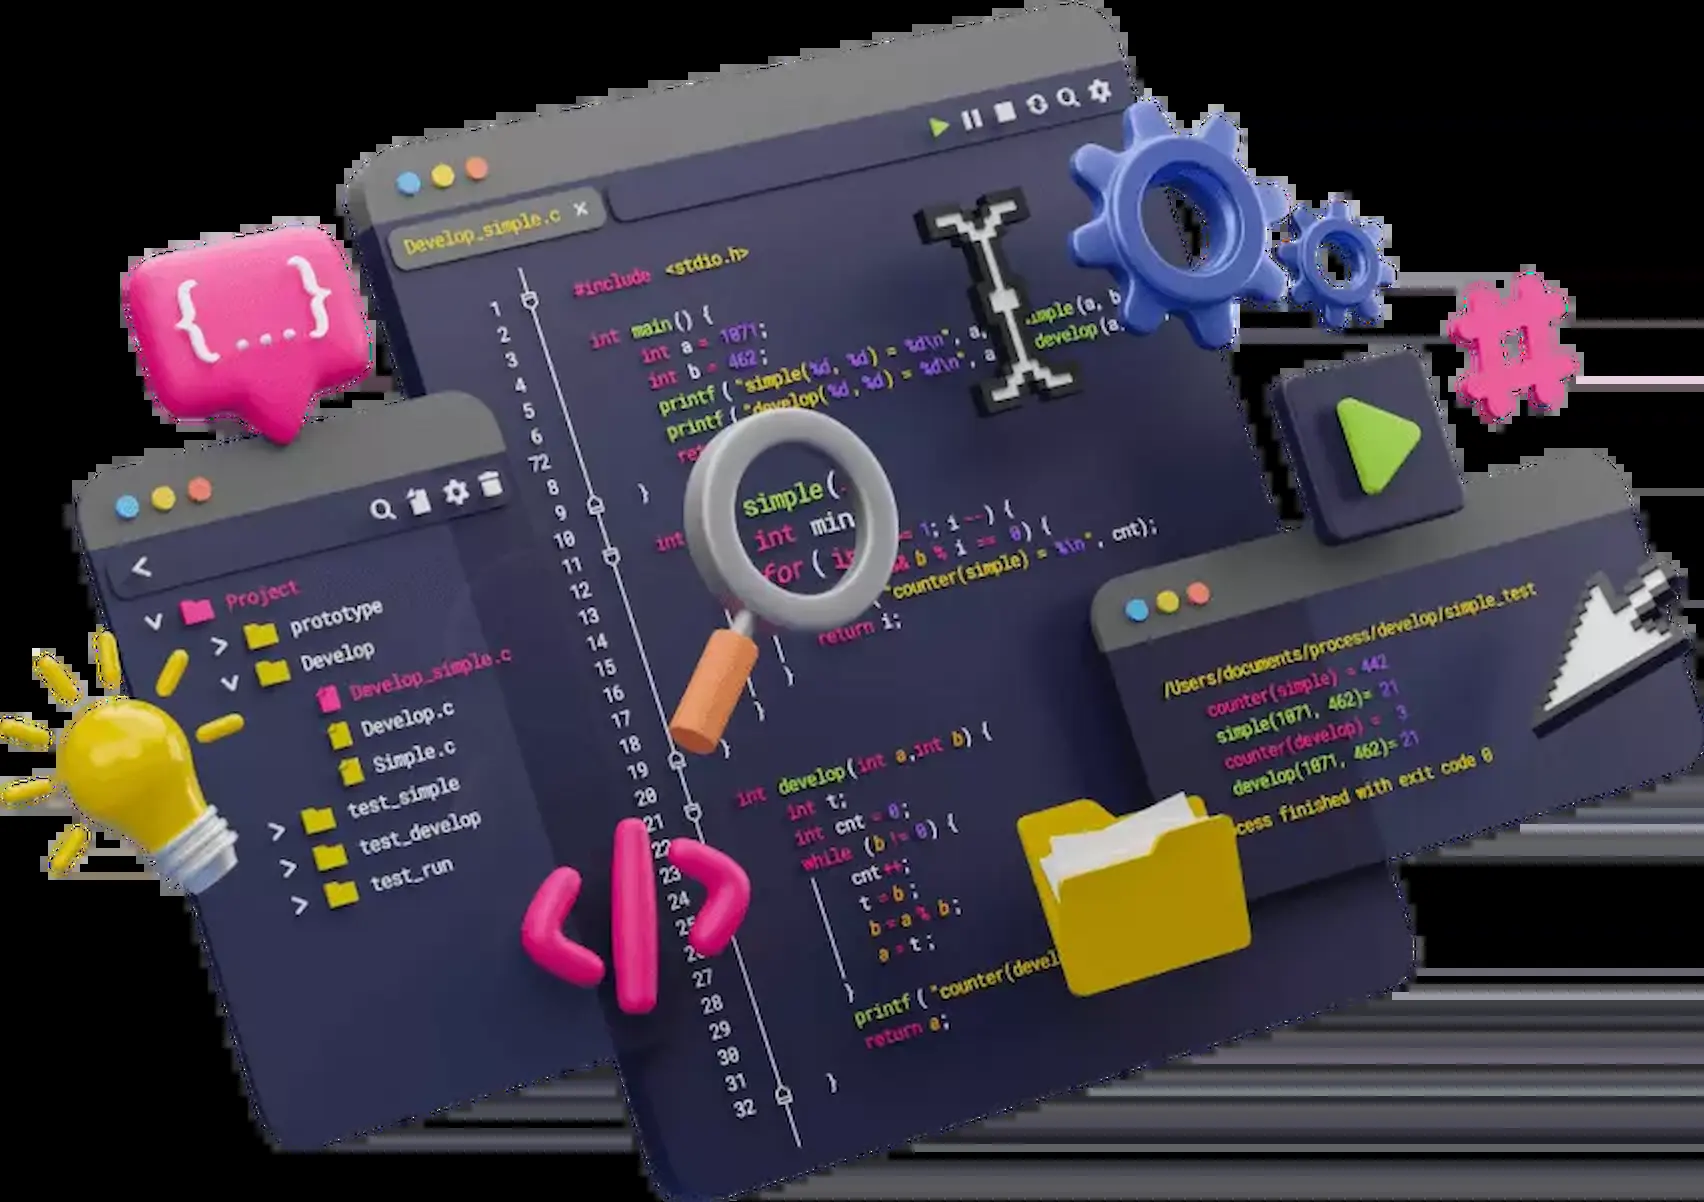 Develop_simple.c
#include <stdio.h>
int main() {
int a = 1071;
int b = 462;
printf ("simple(%d, %d) = %d\n", a,
imple(a, b
printf ("develop(%d,%d) = %d\n", a
develop(a,
}
simple(
int min
int
for (
= 1; i--) {
b % i == 0) {
"counter(simple) = %i\n", cnt);
return i;
}
}
}
int develop(int a,int b) {
int t;
int cnt = 0;
while (b != 0) {
cnt++;
t = b;
b = a % b;
a = t;
}
printf ("counter(devel
return a;
}
1
2
3
4
5
6
72
8
9
10
11
12
13
14
15
16
17
18
19
20
21
22
23
24
27
28
29
30
31
32
{...}
<
Project
prototype
Develop
Develop_simple.c
Develop.c
Simple.c
test_simple
test_develop
test_run
#
/Users/documents/process/develop/simple_test
counter(simple) = 442
simple(1071, 462)= 21
counter(develop) = 3
develop(1071, 462)= 21
cess finished with exit code 0